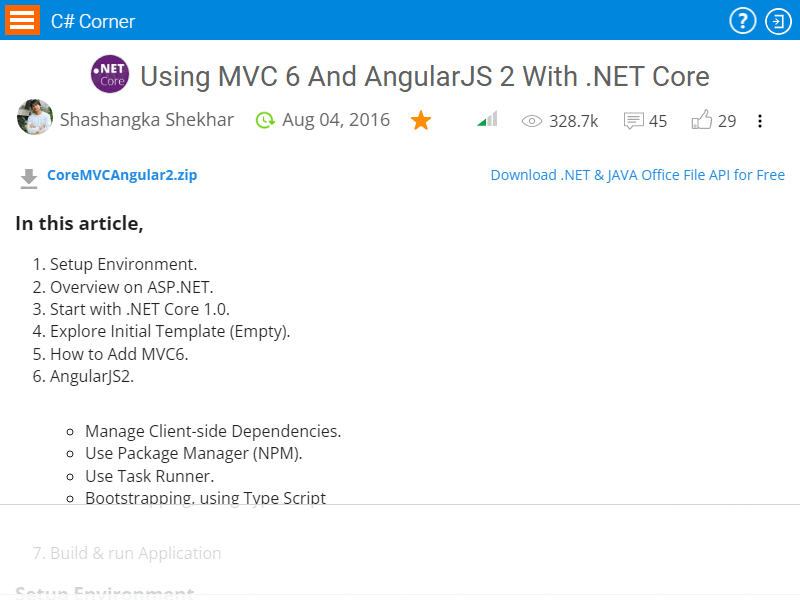 C# Corner
?
.NET Core
Using MVC 6 And AngularJS 2 With .NET Core
Shashangka Shekhar Aug 04, 2016 328.7k 45 29
CoreMVCAngular2.zip Download .NET & JAVA Office File API for Free
In this article,
1. Setup Environment.
2. Overview on ASP.NET.
3. Start with .NET Core 1.0.
4. Explore Initial Template (Empty).
5. How to Add MVC6.
6. AngularJS2.
Manage Client-side Dependencies.
Use Package Manager (NPM).
Use Task Runner.
Bootstrapping, using Type Script
7. Build & run Application
Setup Environment